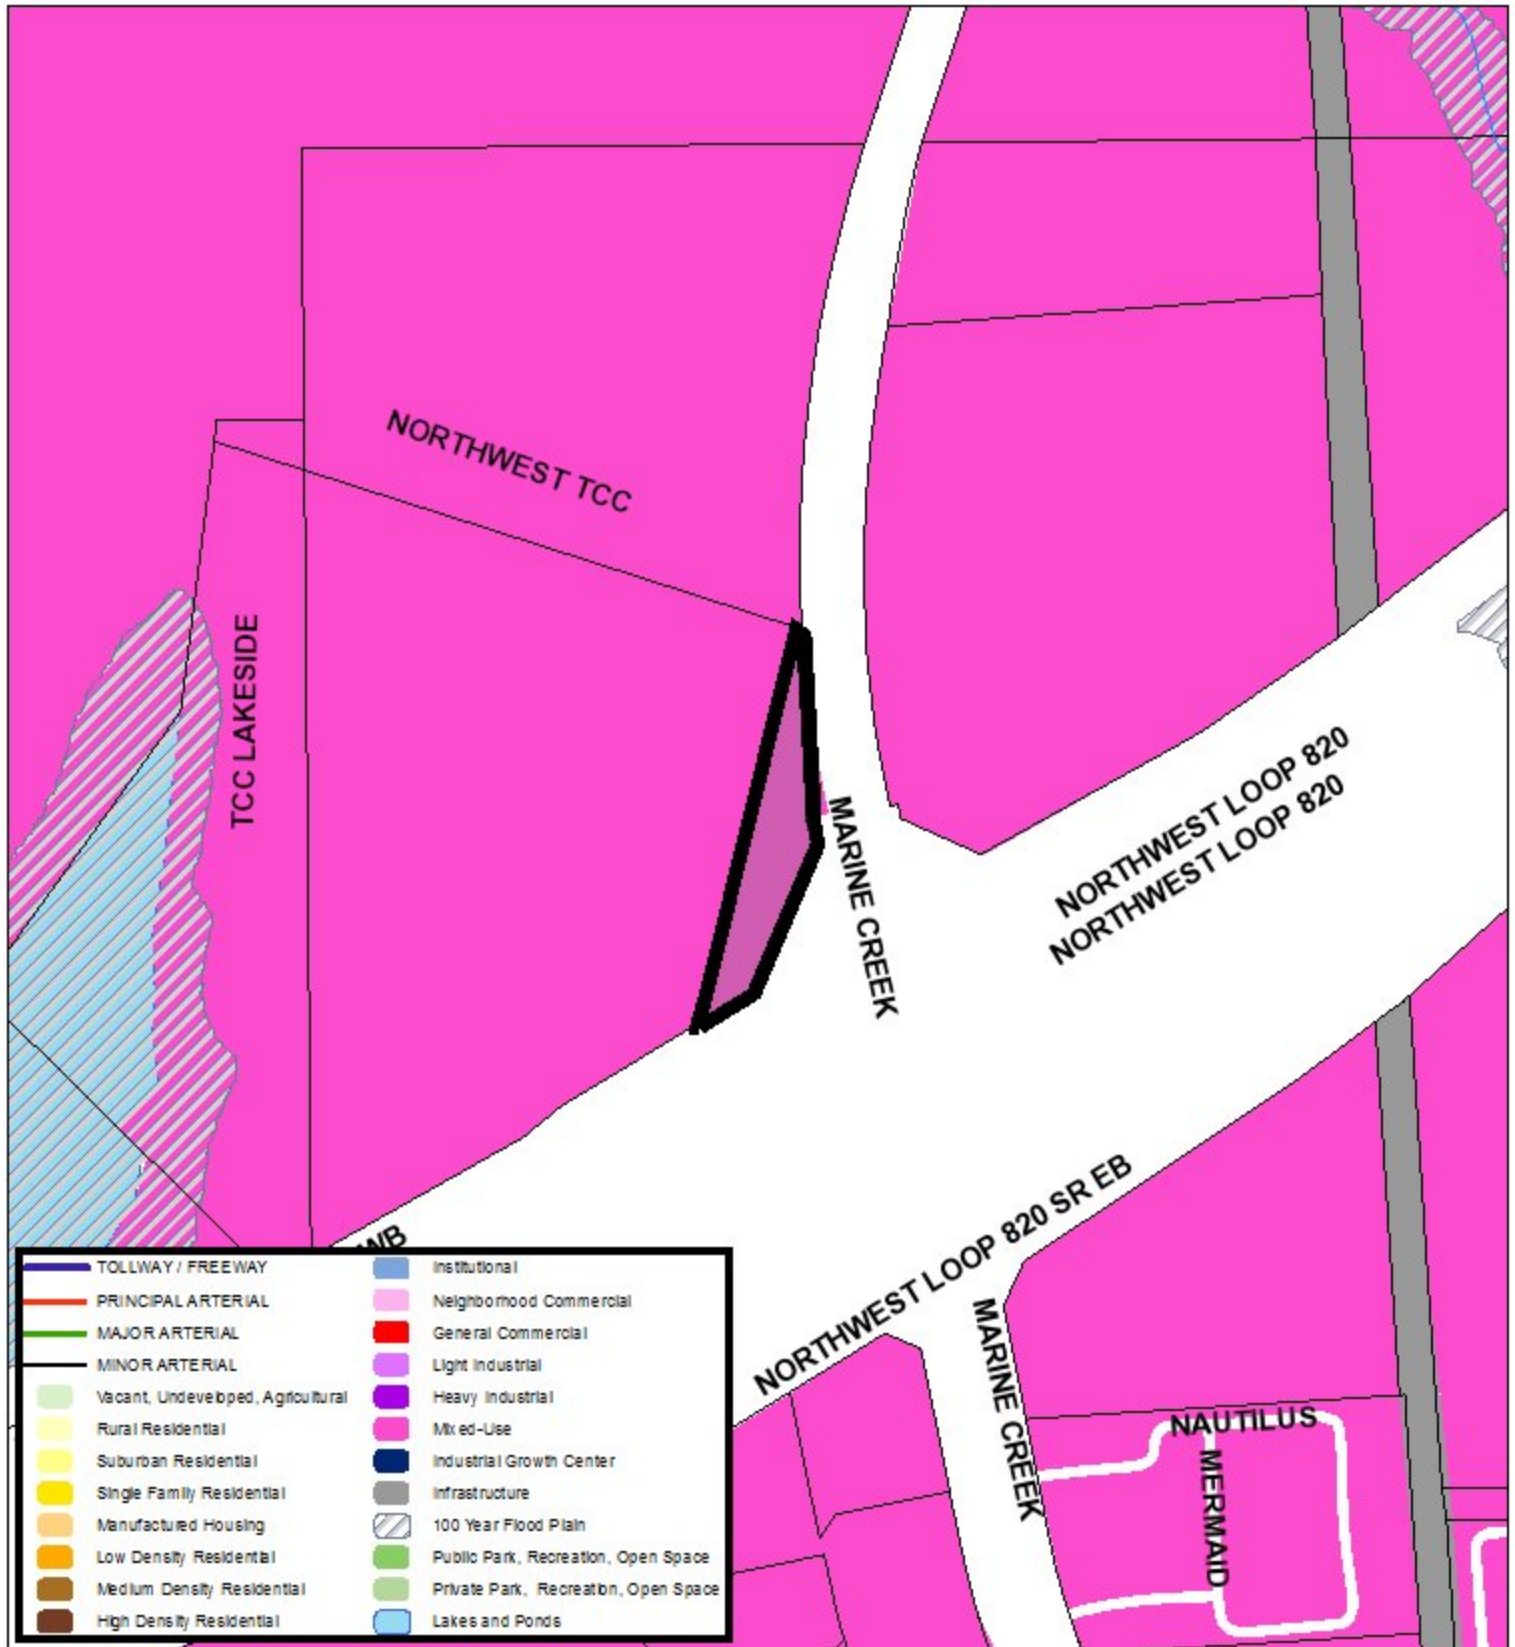 NORTHWEST TCC
TCC LAKESIDE
MARINE CREEK
NORTHWEST LOOP 820
NORTHWEST LOOP 820
NORTHWEST LOOP 820 SR EB
WB
MARINE CREEK
NAUTILUS
MERMAID
TOLLWAY / FREEWAY
PRINCIPAL ARTERIAL
MAJOR ARTERIAL
MINOR ARTERIAL
Vacant, Undeveloped, Agricultural
Rural Residential
Suburban Residential
Single Family Residential
Manufactured Housing
Low Density Residential
Medium Density Residential
High Density Residential
Institutional
Neighborhood Commercial
General Commercial
Light Industrial
Heavy Industrial
Mixed-Use
Industrial Growth Center
Infrastructure
100 Year Flood Plain
Public Park, Recreation, Open Space
Private Park, Recreation, Open Space
Lakes and Ponds